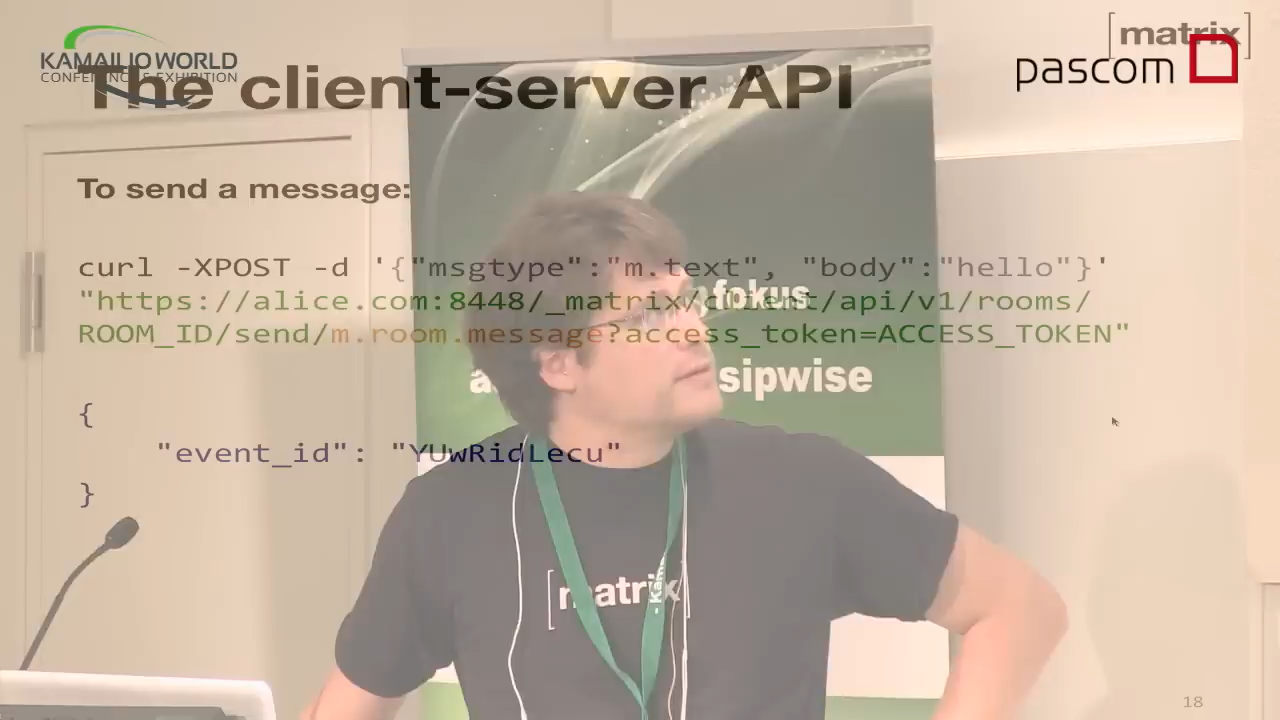 KAMAILIO WORLD
CONFERENCE & EXHIBITION
[matrix]
pascom
The client-server API
To send a message:
curl -XPOST -d '{"msgtype":"m.text", "body":"hello"}'
"https://alice.com:8448/_matrix/client/api/v1/rooms/
ROOM_ID/send/m.room.message?access_token=ACCESS_TOKEN"
{
"event_id": "YUwRidLecu"
}
fokus
sipwise
[matrix]
18